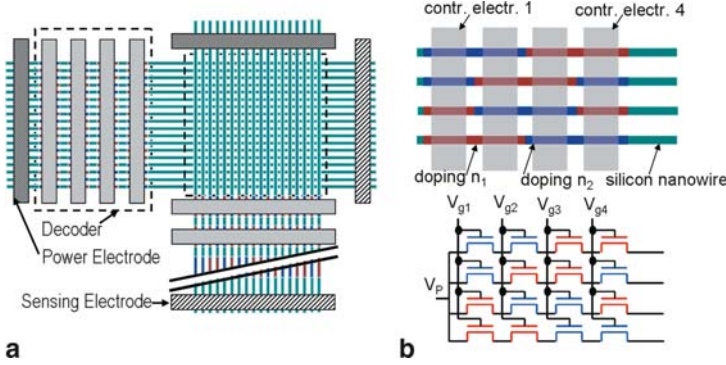 Decoder
Power Electrode
Sensing Electrode
a
contr. electr. 1
contr. electr. 4
doping n1
doping n2
silicon nanowire
Vg1 Vg2 Vg3 Vg4
VP
b